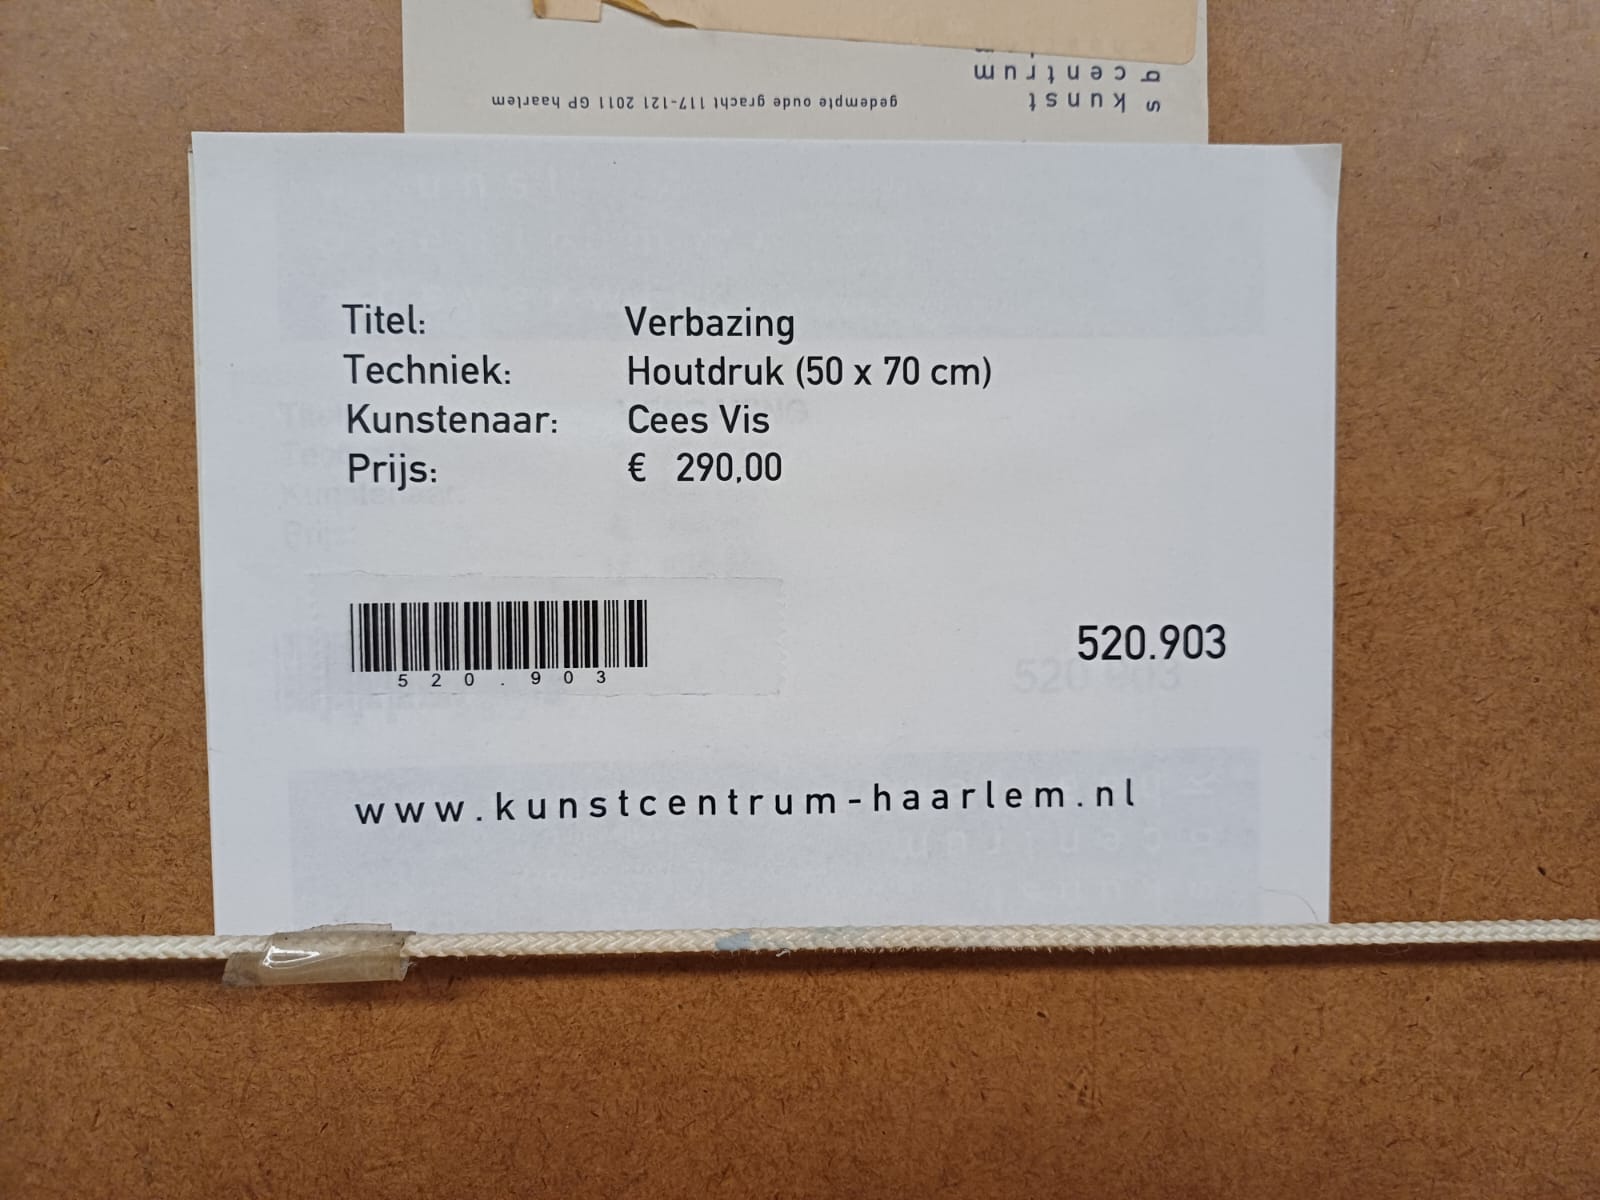 s kunst
g centrum
gedempte oude gracht 117-121 2011 GP haarlem
Titel: Verbazing
Techniek: Houtdruk (50 x 70 cm)
Kunstenaar: Cees Vis
Prijs: € 290,00
520.903
520.903
www.kunstcentrum-haarlem.nl